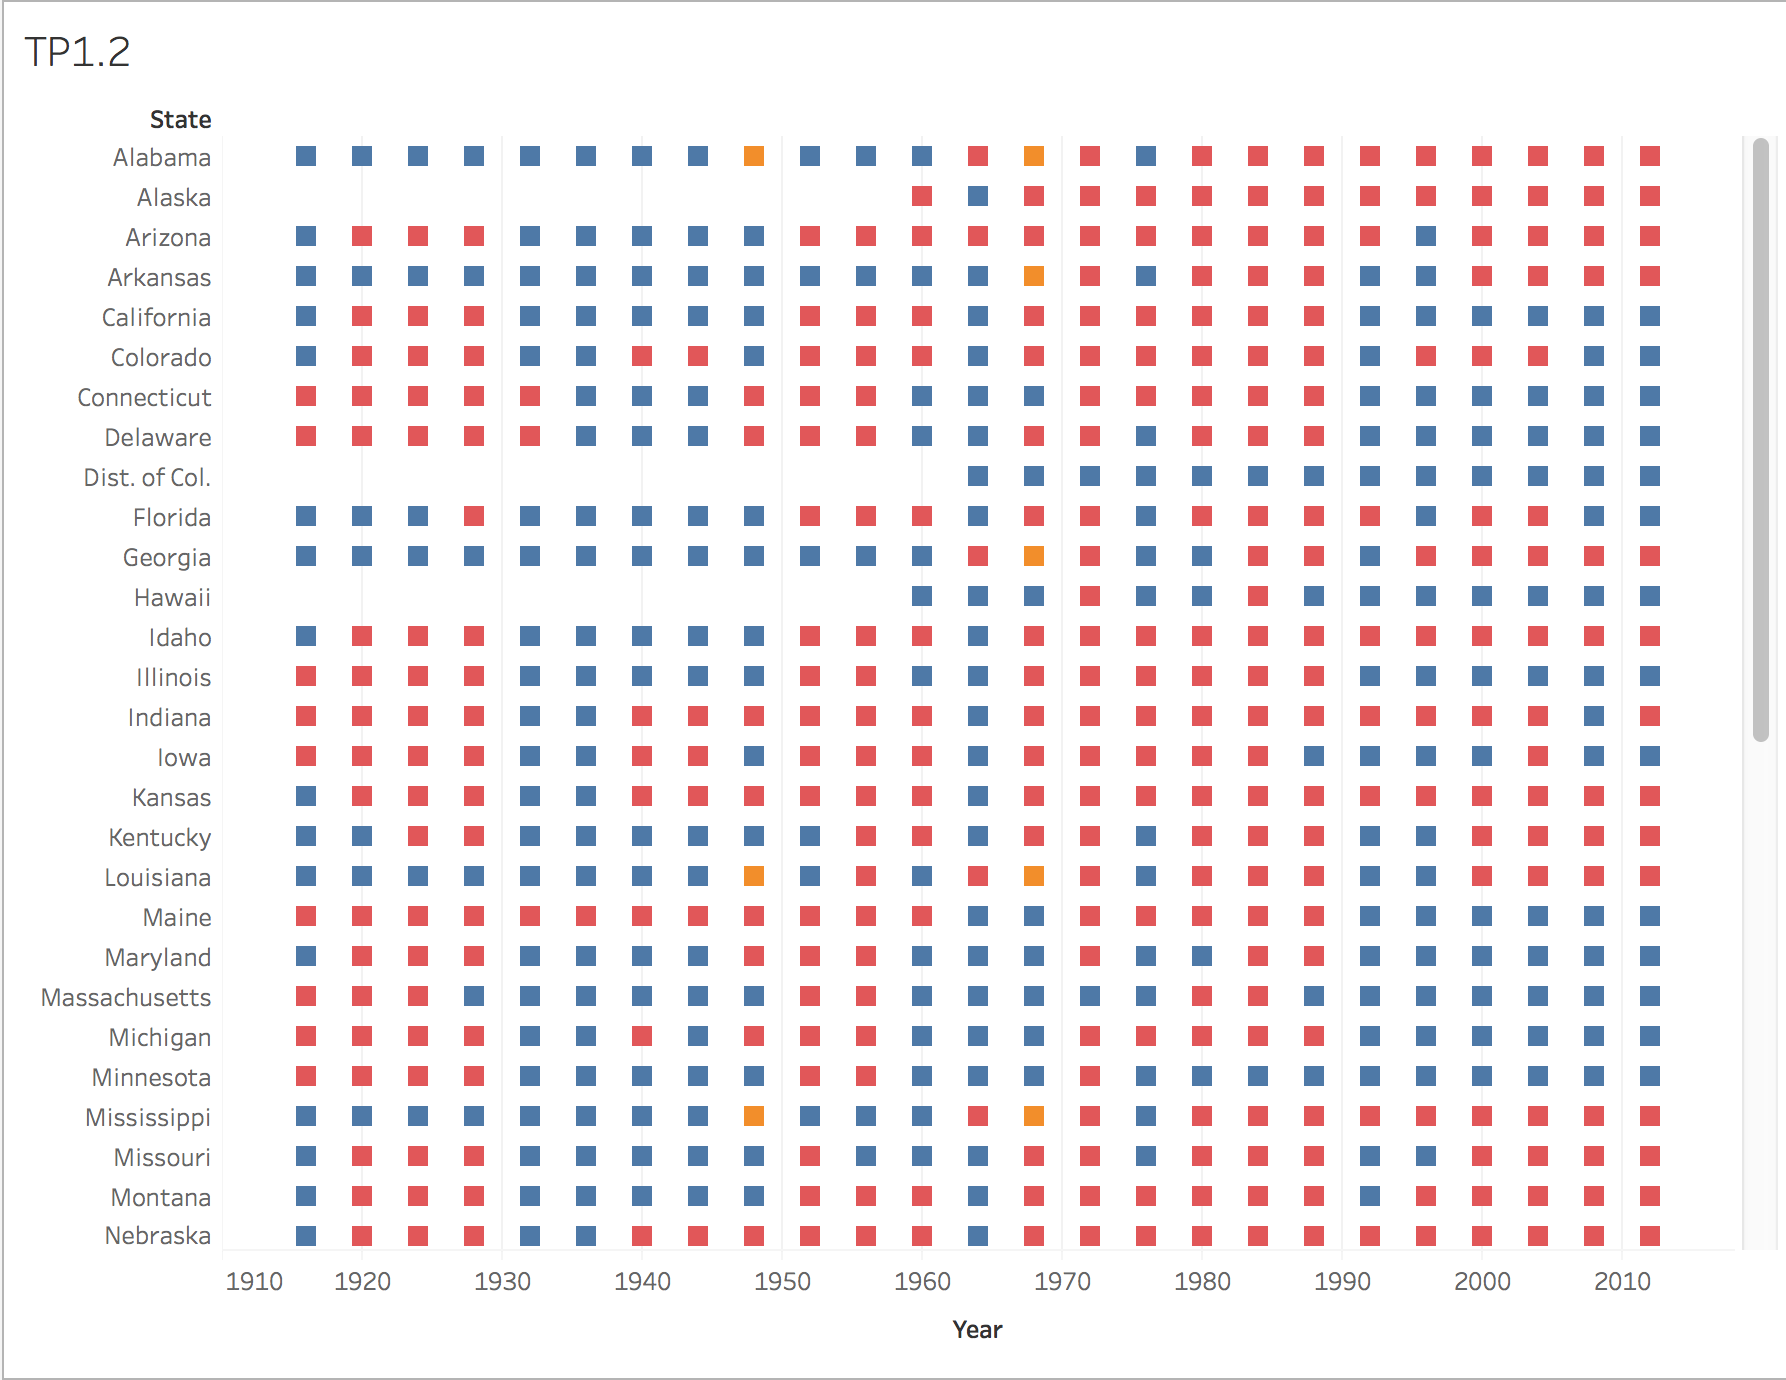 TP1.2
State
Alabama
Alaska
Arizona
Arkansas
California
Colorado
Connecticut
Delaware
Dist. of Col.
Florida
Georgia
Hawaii
Idaho
Illinois
Indiana
Iowa
Kansas
Kentucky
Louisiana
Maine
Maryland
Massachusetts
Michigan
Minnesota
Mississippi
Missouri
Montana
Nebraska
1910 1920 1930 1940 1950 1960 1970 1980 1990 2000 2010
Year